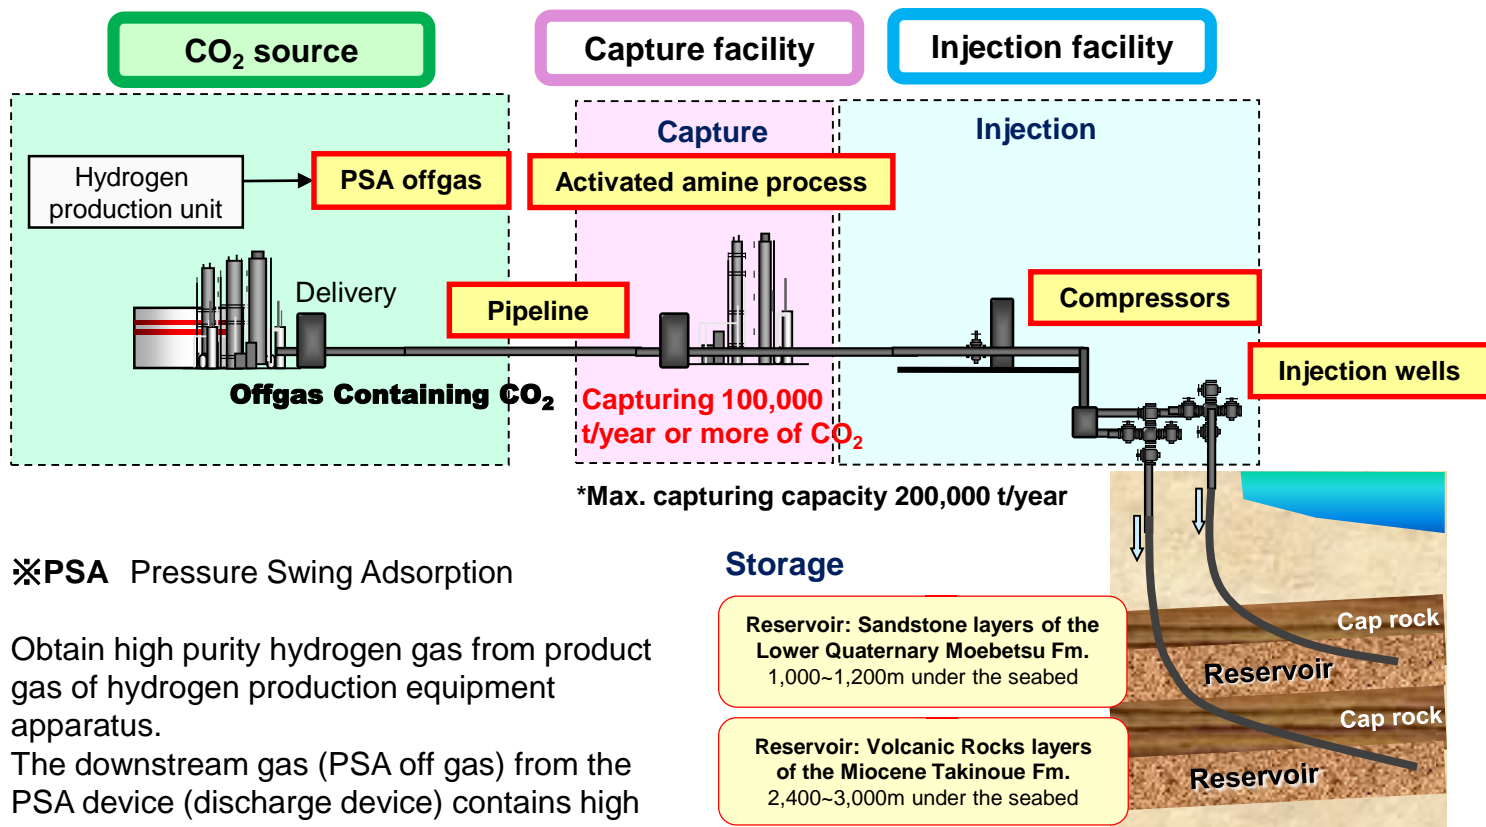 CO₂ source
Capture facility
Injection facility
Capture
Injection
Hydrogen
production unit
PSA offgas
Activated amine process
Delivery
Pipeline
Compressors
Injection wells
Offgas Containing CO₂
Capturing 100,000
t/year or more of CO₂
*Max. capturing capacity 200,000 t/year
※PSA Pressure Swing Adsorption
Obtain high purity hydrogen gas from product
gas of hydrogen production equipment
apparatus.
The downstream gas (PSA off gas) from the
PSA device (discharge device) contains high
Storage
Reservoir: Sandstone layers of the
Lower Quaternary Moebetsu Fm.
1,000~1,200m under the seabed
Reservoir: Volcanic Rocks layers
of the Miocene Takinoue Fm.
2,400~3,000m under the seabed
Cap rock
Reservoir
Cap rock
Reservoir